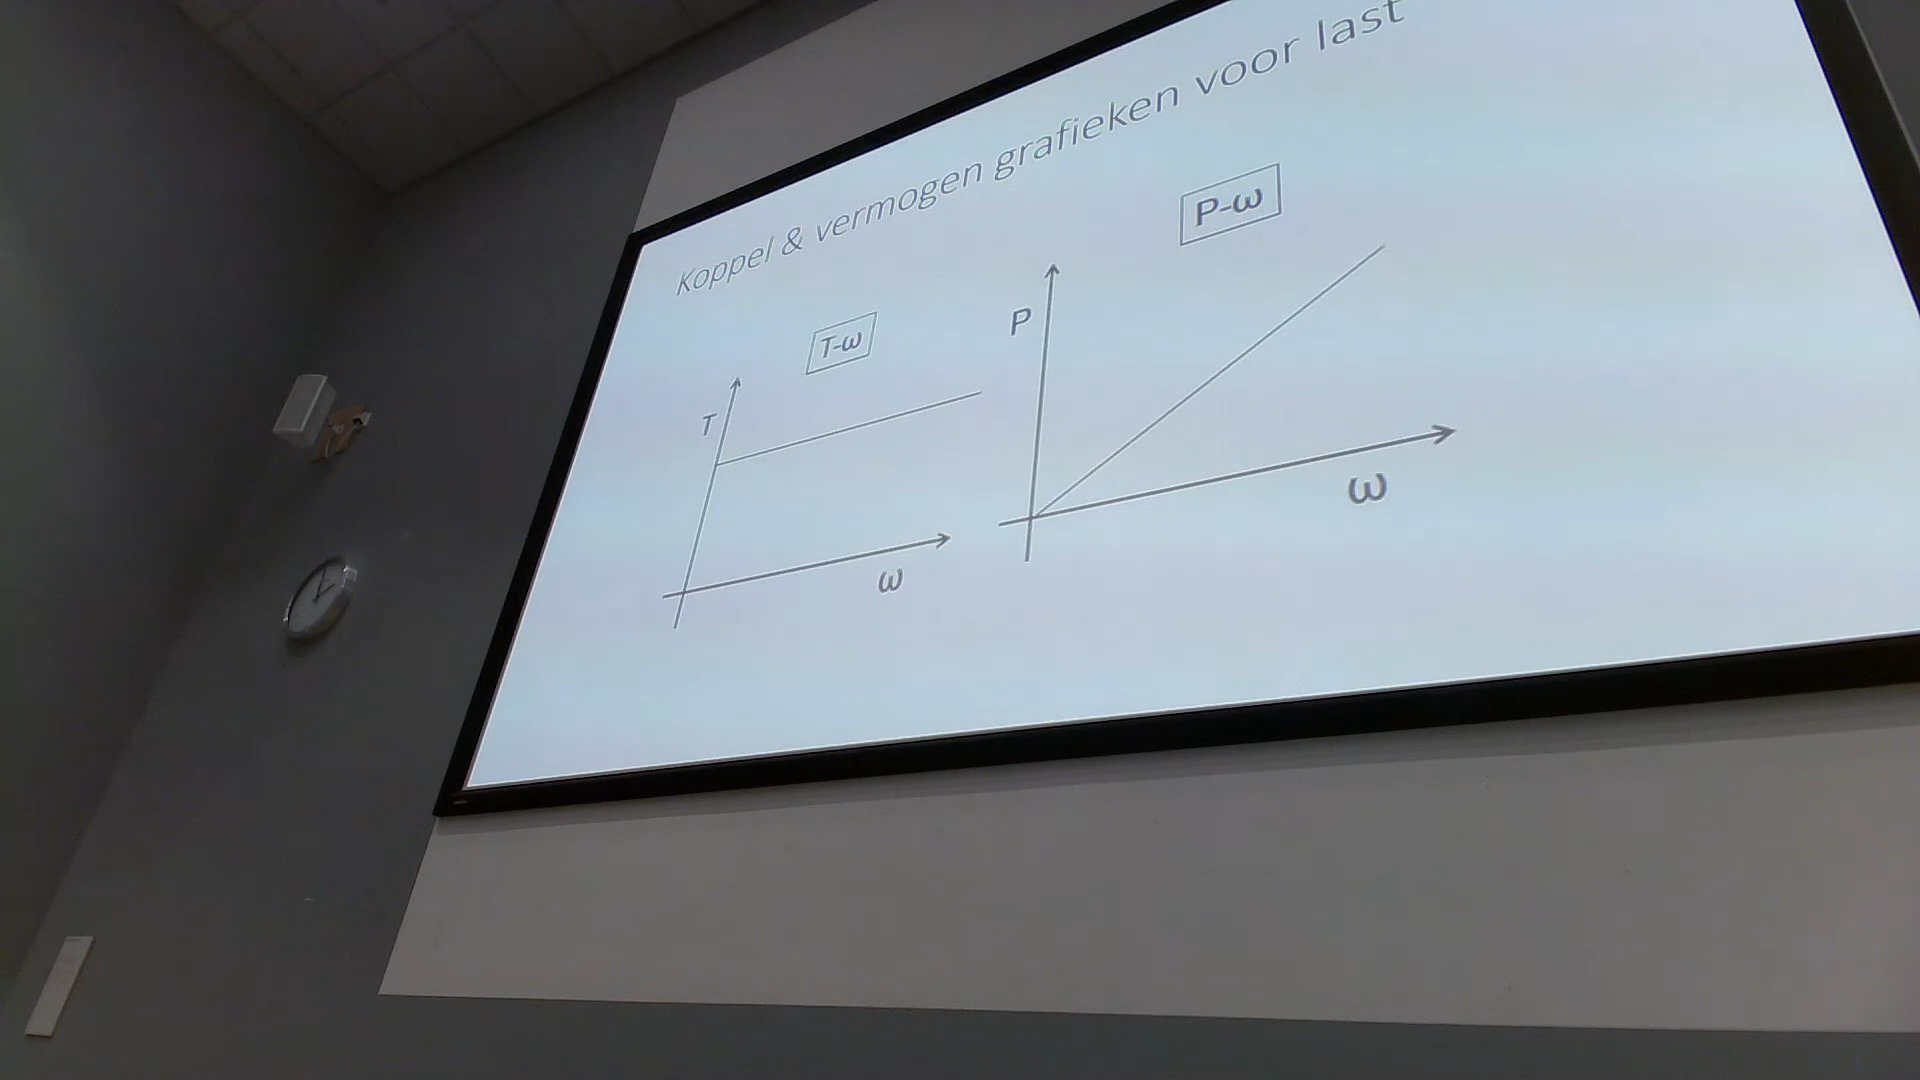 Koppel & vermogen grafieken voor last
T-ω
T
ω
P-ω
P
ω